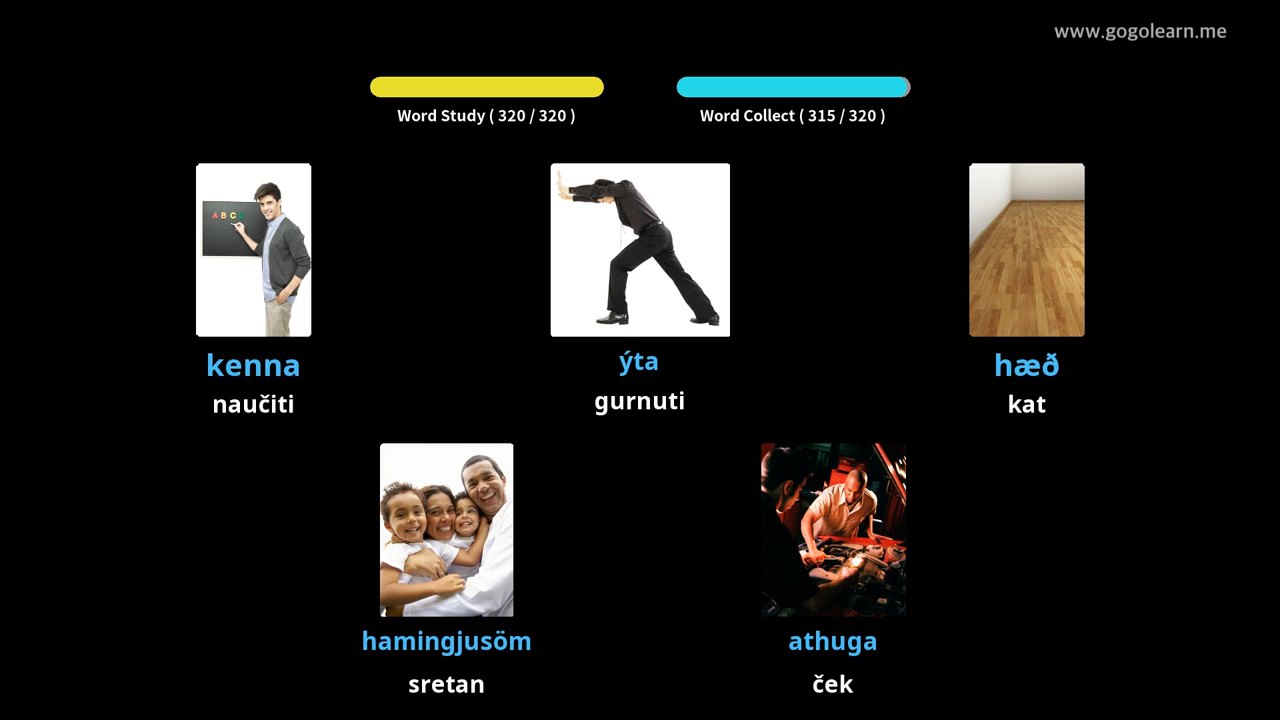 www.gogolearn.me
Word Study ( 320 / 320 )
Word Collect ( 315 / 320 )
A B C D
kenna
naučiti
ýta
gurnuti
hæð
kat
hamingjusöm
sretan
athuga
ček